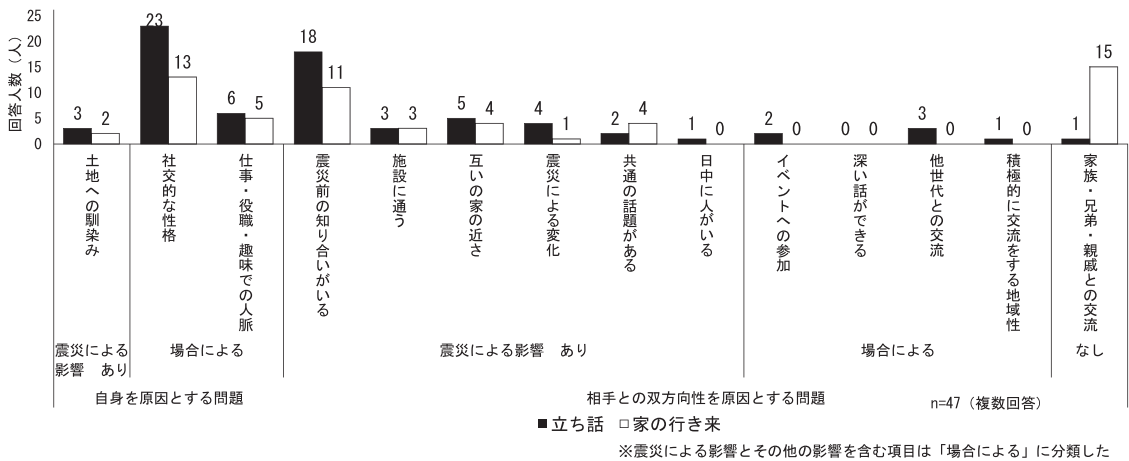 回答人数（人）
25
20
15
10
5
0
3 2
23 13
6 5
18 11
3 3
5 4
4 1
2 4
1 0
2 0
0 0
3 0
1 0
1 15
土地への馴染み
社交的な性格
仕事・役職・趣味での人脈
震災前の知り合いがいる
施設に通う
互いの家の近さ
震災による変化
共通の話題がある
日中に人がいる
イベントへの参加
深い話ができる
他世代との交流
積極的に交流をする地域性
家族・兄弟・親戚との交流
震災による
影響　あり
場合による
震災による影響　あり
場合による
なし
自身を原因とする問題
相手との双方向性を原因とする問題
n=47（複数回答）
■立ち話　□家の行き来
※震災による影響とその他の影響を含む項目は「場合による」に分類した